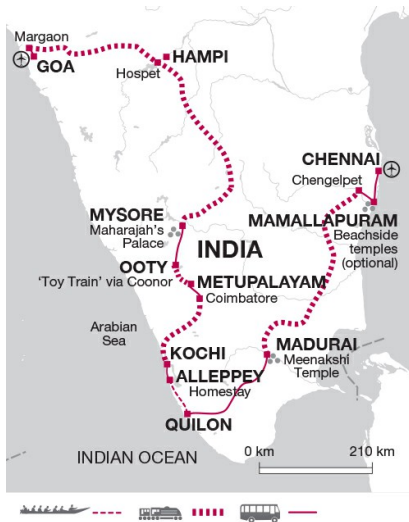 Margaon
GOA
HAMPI
Hospet
CHENNAI
Chengelpet
MAMALLAPURAM
Beachside
temples
(optional)
MYSORE
Maharajah's
Palace
INDIA
OOTY
'Toy Train' via Coonor
METUPALAYAM
Coimbatore
Arabian
Sea
KOCHI
ALLEPPEY
Homestay
MADURAI
Meenakshi
Temple
QUILON
INDIAN OCEAN
0 km
210 km